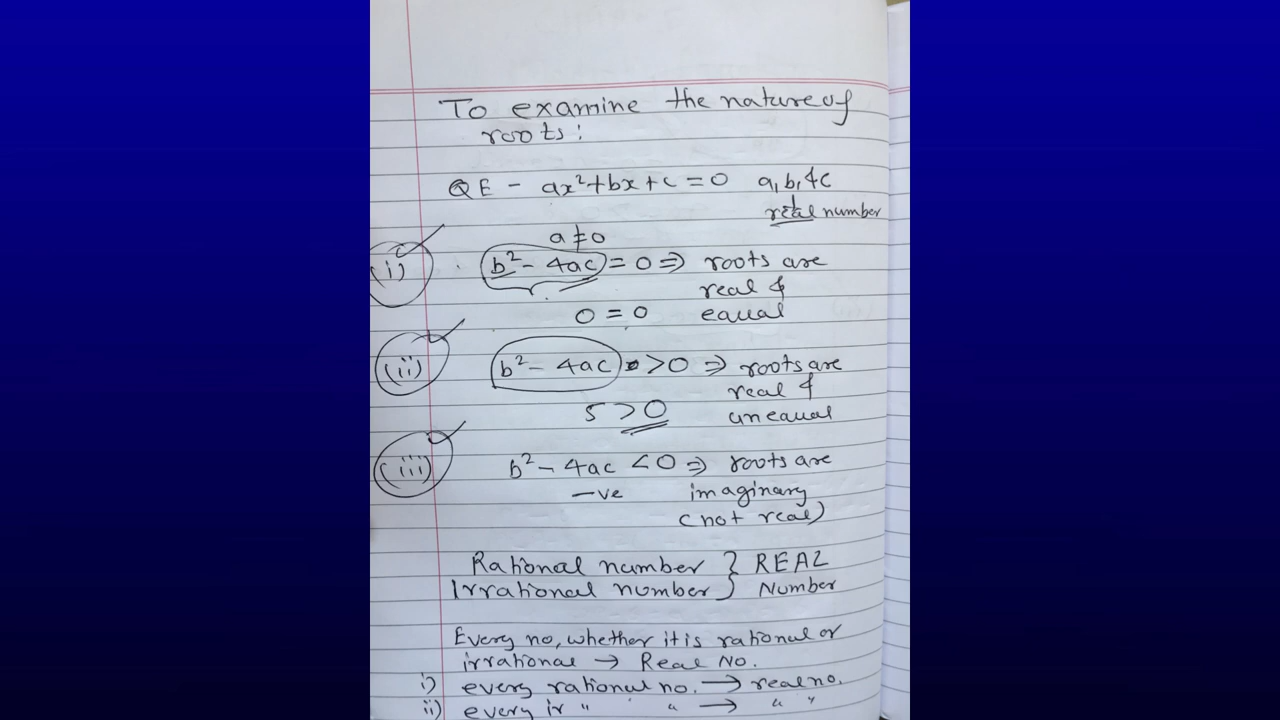 To examine the nature of
roots:
QE - ax²+bx+c=0 a, b, & c
real number
a≠0
(i) b²-4ac=0 ⇒ roots are
real &
0=0 equal
(ii) b²-4ac >0 ⇒ roots are
real &
5>0 unequal
(iii) b²-4ac <0 ⇒ roots are
-ve imaginary
(not real)
Rational number } REAL
Irrational number } Number
Every no, whether it is rational or
irrational → Real No.
i) every rational no. → real no.
ii) every ir " " → " "